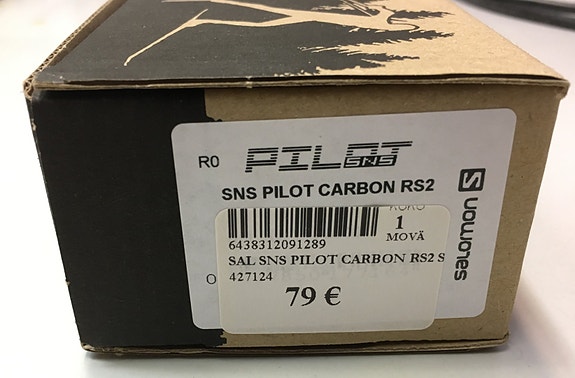 R0 PILOT
SNS
SNS PILOT CARBON RS2
salomon S
KOKO
1
MOVÄ
6438312091289
SAL SNS PILOT CARBON RS2 S
427124
79 €